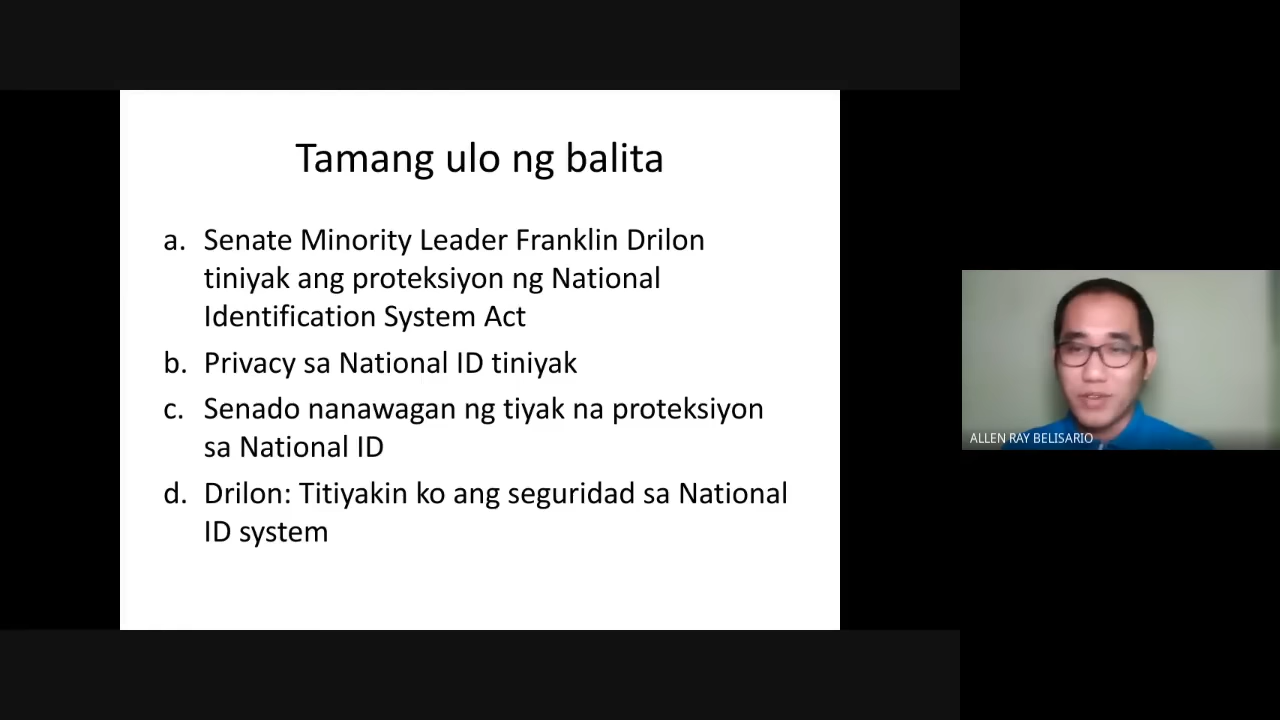 Tamang ulo ng balita
a. Senate Minority Leader Franklin Drilon
tiniyak ang proteksiyon ng National
Identification System Act
b. Privacy sa National ID tiniyak
c. Senado nanawagan ng tiyak na proteksiyon
sa National ID
d. Drilon: Titiyakin ko ang seguridad sa National
ID system
ALLEN RAY BELISARIO